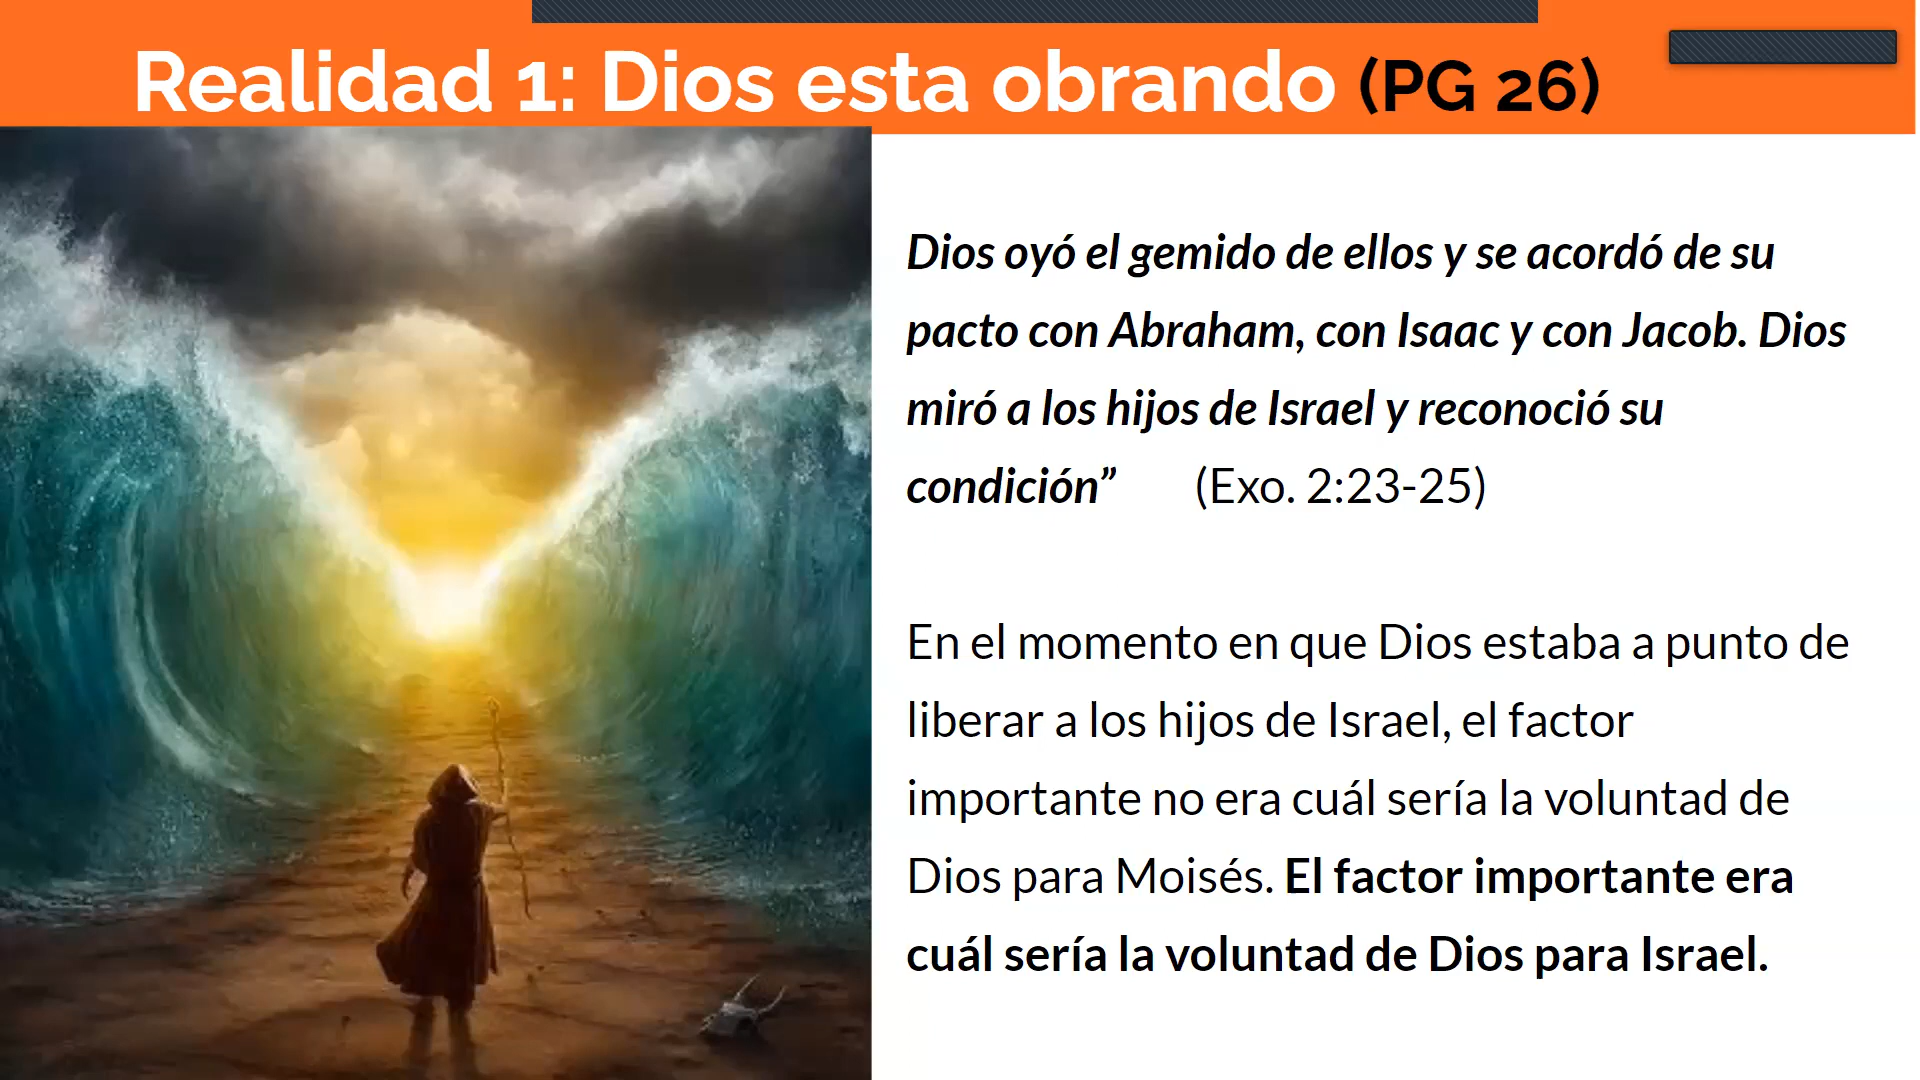 Realidad 1: Dios esta obrando (PG 26)
Dios oyó el gemido de ellos y se acordó de su
pacto con Abraham, con Isaac y con Jacob. Dios
miró a los hijos de Israel y reconoció su
condición” (Exo. 2:23-25)
En el momento en que Dios estaba a punto de
liberar a los hijos de Israel, el factor
importante no era cuál sería la voluntad de
Dios para Moisés. El factor importante era
cuál sería la voluntad de Dios para Israel.